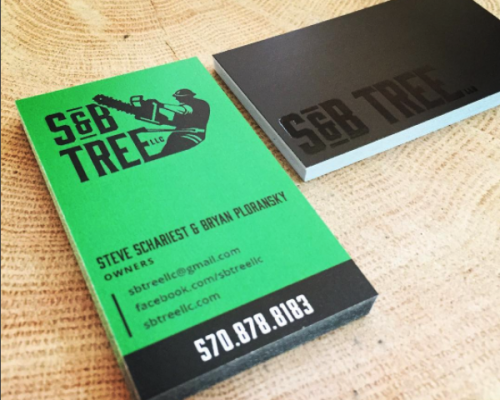 S&B
TREE LLC
STEVE SCHARIEST & BRYAN PLORANSKY
OWNERS
sbtreellc@gmail.com
facebook.com/sbtreellc
sbtreellc.com
570.878.8183
S&B TREE LLC